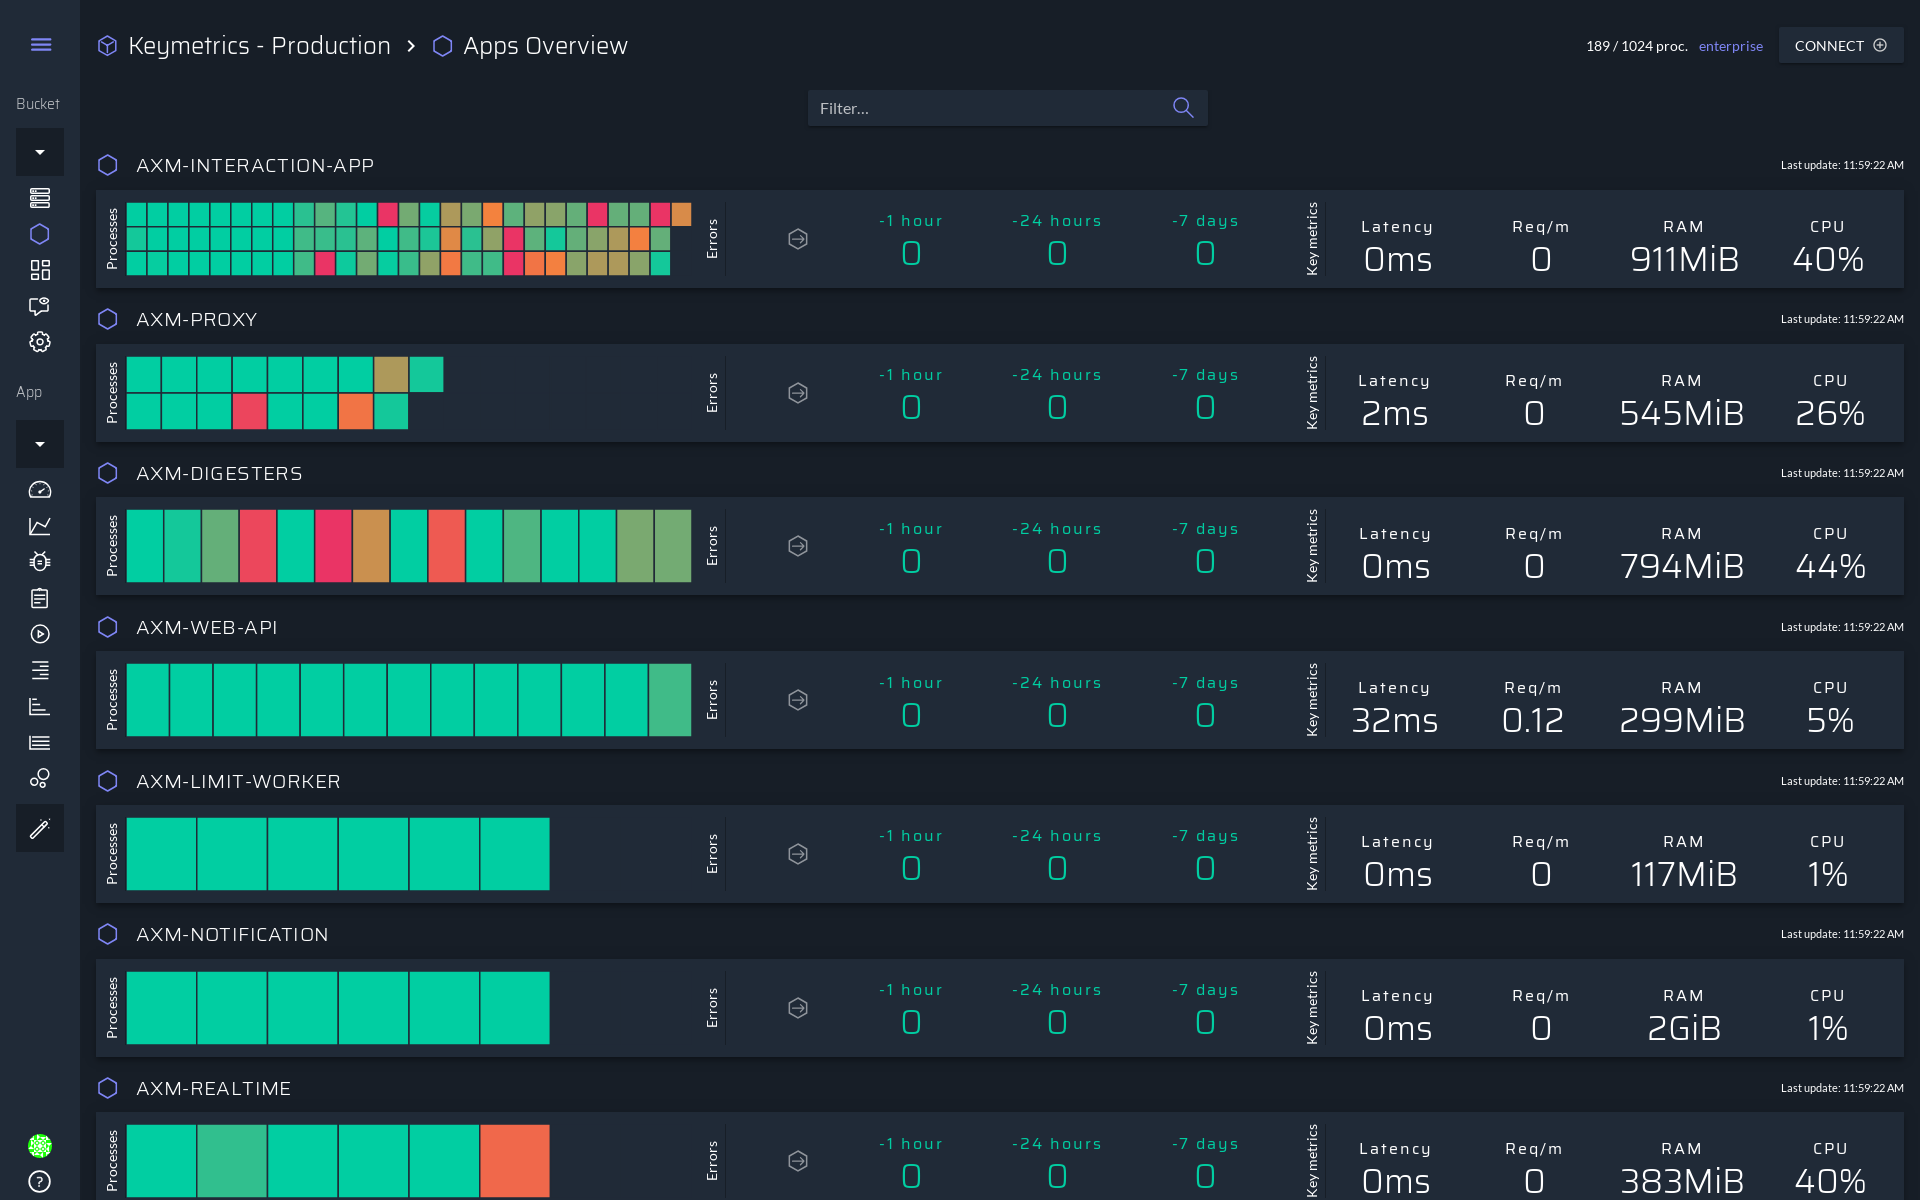 Keymetrics - Production > Apps Overview
189 / 1024 proc. enterprise CONNECT
Bucket
Filter...
AXM-INTERACTION-APP Last update: 11:59:22 AM
Processes Errors -1 hour -24 hours -7 days Key metrics Latency Req/m RAM CPU
0 0 0 0ms 0 911MiB 40%
AXM-PROXY Last update: 11:59:22 AM
Processes Errors -1 hour -24 hours -7 days Key metrics Latency Req/m RAM CPU
0 0 0 2ms 0 545MiB 26%
App
AXM-DIGESTERS Last update: 11:59:22 AM
Processes Errors -1 hour -24 hours -7 days Key metrics Latency Req/m RAM CPU
0 0 0 0ms 0 794MiB 44%
AXM-WEB-API Last update: 11:59:22 AM
Processes Errors -1 hour -24 hours -7 days Key metrics Latency Req/m RAM CPU
0 0 0 32ms 0.12 299MiB 5%
AXM-LIMIT-WORKER Last update: 11:59:22 AM
Processes Errors -1 hour -24 hours -7 days Key metrics Latency Req/m RAM CPU
0 0 0 0ms 0 117MiB 1%
AXM-NOTIFICATION Last update: 11:59:22 AM
Processes Errors -1 hour -24 hours -7 days Key metrics Latency Req/m RAM CPU
0 0 0 0ms 0 2GiB 1%
AXM-REALTIME Last update: 11:59:22 AM
Processes Errors -1 hour -24 hours -7 days Key metrics Latency Req/m RAM CPU
0 0 0 0ms 0 383MiB 40%